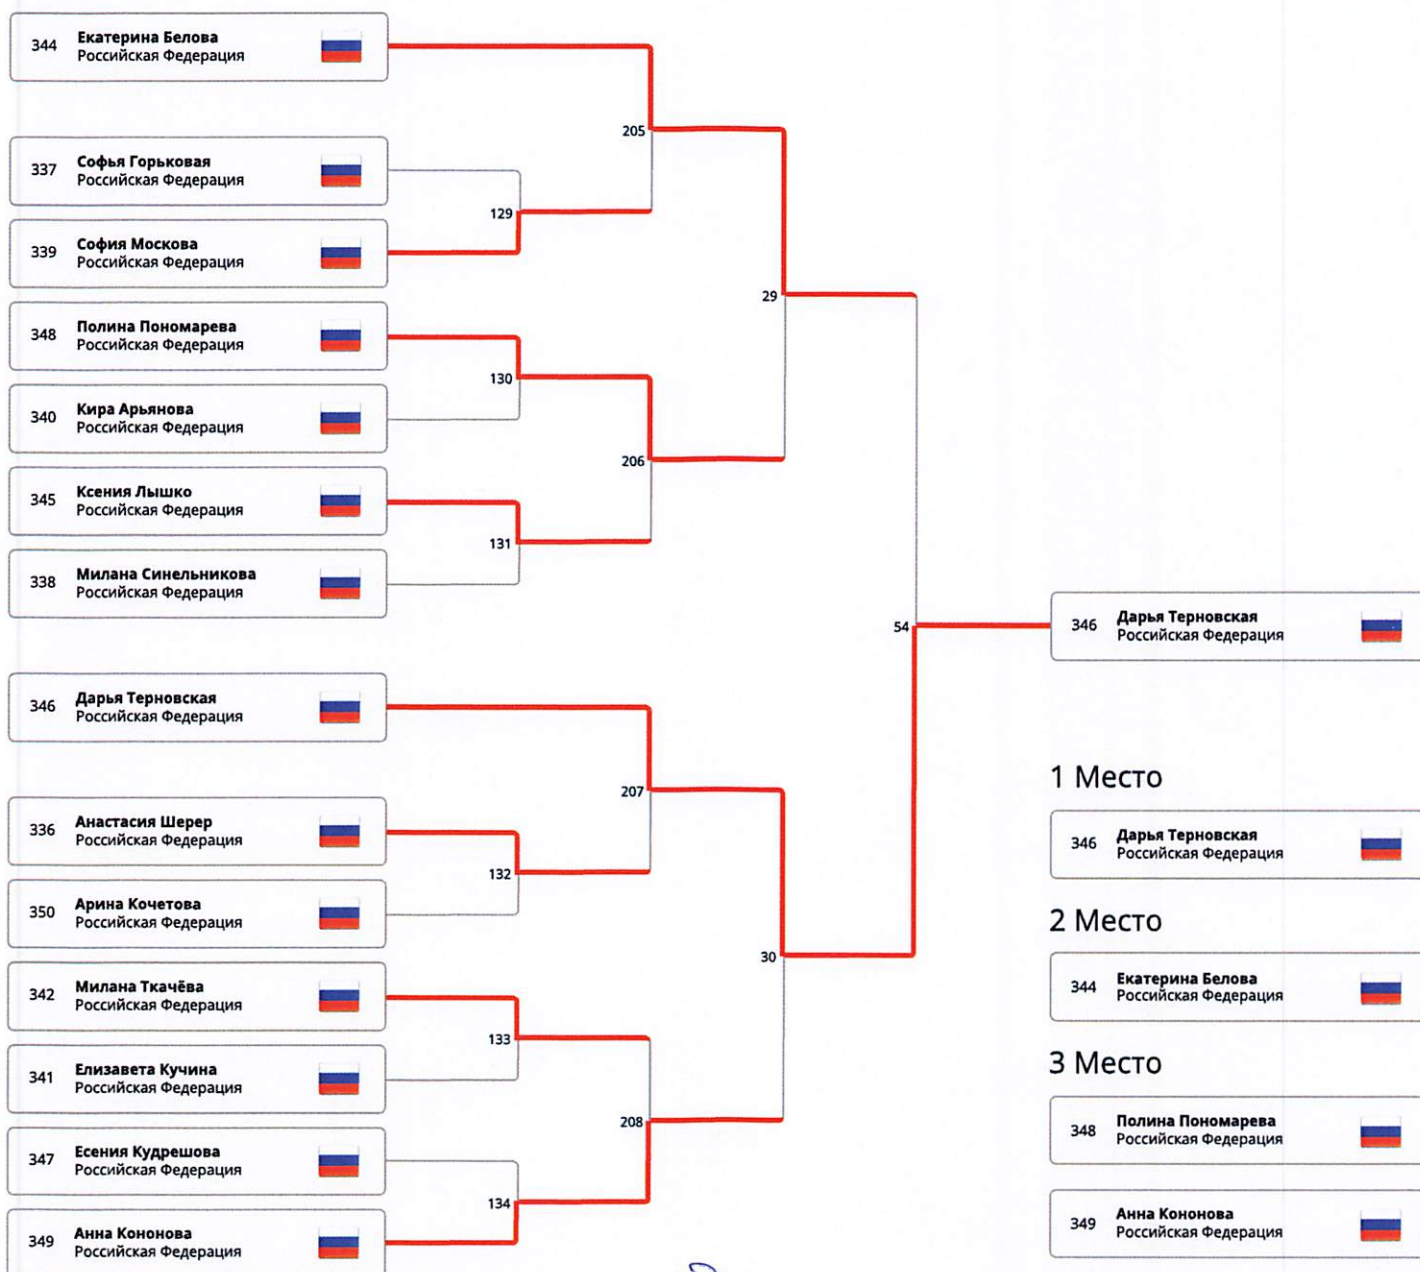 344 Екатерина Белова
Российская Федерация
205
337 Софья Горьковая
Российская Федерация
129
339 София Москова
Российская Федерация
29
348 Полина Пономарева
Российская Федерация
130
340 Кира Арьянова
Российская Федерация
206
345 Ксения Лышко
Российская Федерация
131
338 Милана Синельникова
Российская Федерация
54
346 Дарья Терновская
Российская Федерация
346 Дарья Терновская
Российская Федерация
207
336 Анастасия Шерер
Российская Федерация
132
350 Арина Кочетова
Российская Федерация
30
342 Милана Ткачёва
Российская Федерация
133
341 Елизавета Кучина
Российская Федерация
208
347 Есения Кудрешова
Российская Федерация
134
349 Анна Кононова
Российская Федерация
1 Место
346 Дарья Терновская
Российская Федерация
2 Место
344 Екатерина Белова
Российская Федерация
3 Место
348 Полина Пономарева
Российская Федерация
349 Анна Кононова
Российская Федерация